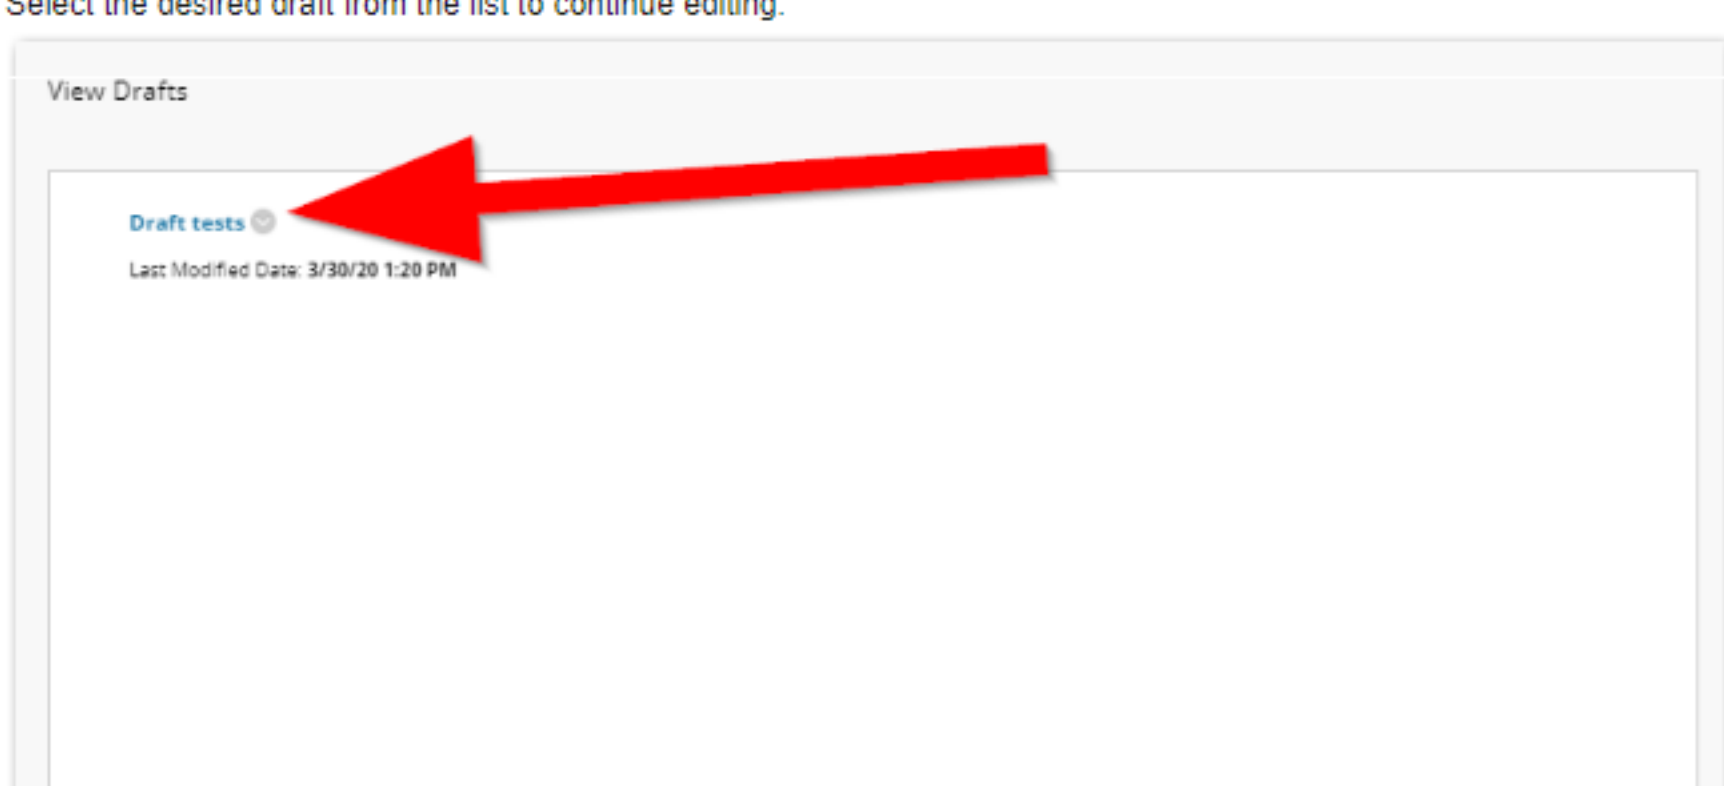 Select the desired draft from the list to continue editing.
View Drafts
Draft tests
Last Modified Date: 3/30/20 1:20 PM